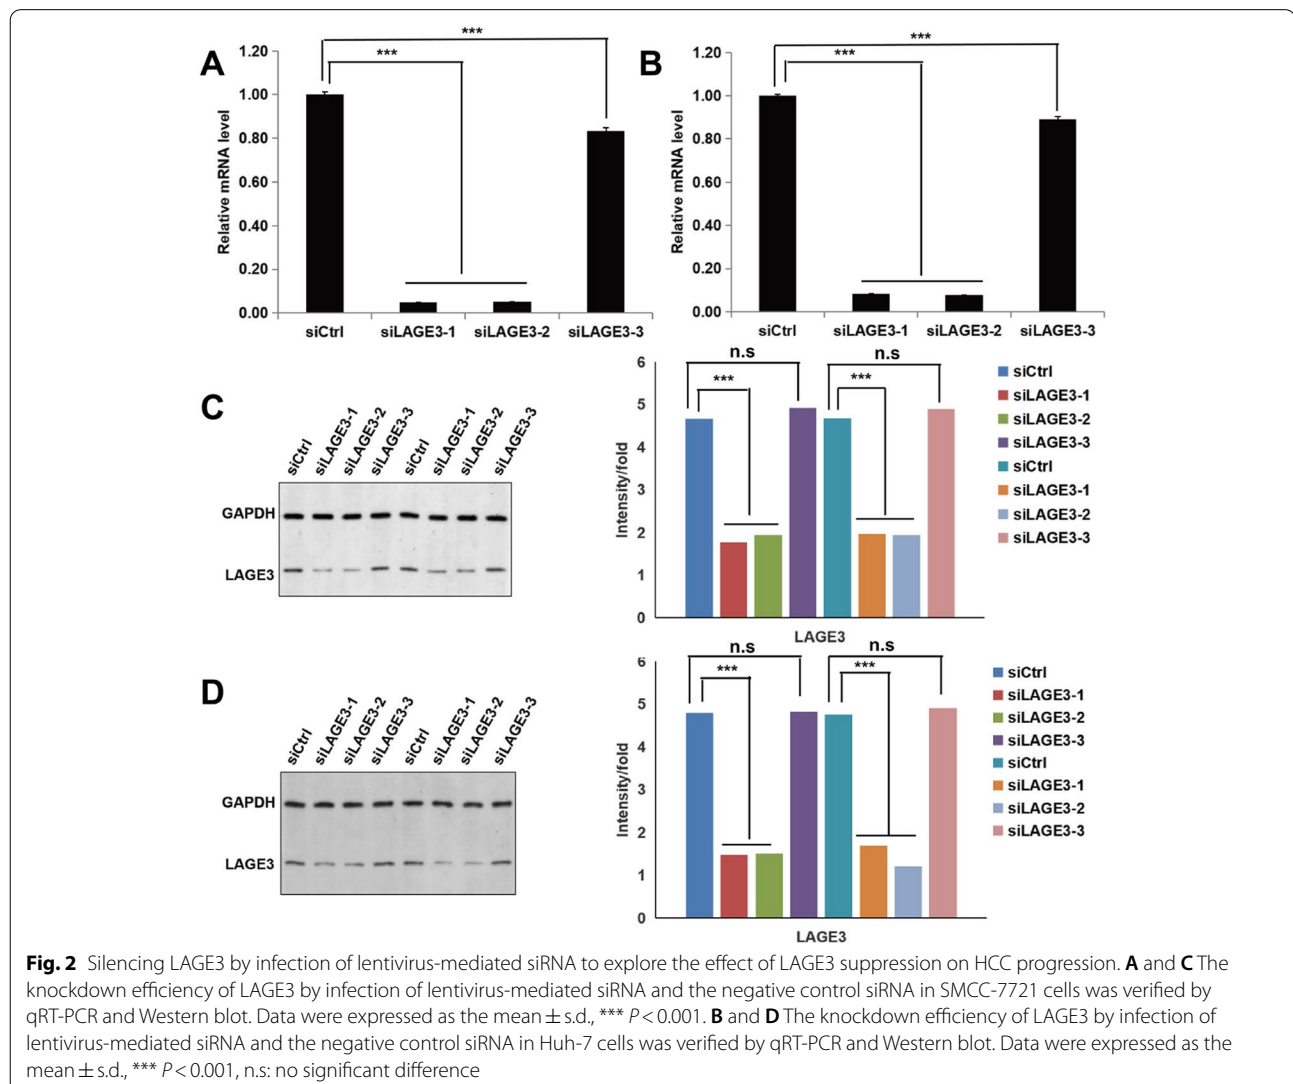 A
Relative mRNA level
1.20
1.00
0.80
0.60
0.40
0.20
0.00
***
***
siCtrl siLAGE3-1 siLAGE3-2 siLAGE3-3
B
Relative mRNA level
1.20
1.00
0.80
0.60
0.40
0.20
0.00
***
***
siCtrl siLAGE3-1 siLAGE3-2 siLAGE3-3
C
siCtrl siLAGE3-1 siLAGE3-2 siLAGE3-3 siCtrl siLAGE3-1 siLAGE3-2 siLAGE3-3
GAPDH
LAGE3
Intensity/fold
6
5
4
3
2
1
0
n.s
***
n.s
***
LAGE3
siCtrl
siLAGE3-1
siLAGE3-2
siLAGE3-3
siCtrl
siLAGE3-1
siLAGE3-2
siLAGE3-3
D
siCtrl siLAGE3-1 siLAGE3-2 siLAGE3-3 siCtrl siLAGE3-1 siLAGE3-2 siLAGE3-3
GAPDH
LAGE3
Intensity/fold
6
5
4
3
2
1
0
n.s
***
n.s
***
LAGE3
siCtrl
siLAGE3-1
siLAGE3-2
siLAGE3-3
siCtrl
siLAGE3-1
siLAGE3-2
siLAGE3-3
Fig. 2 Silencing LAGE3 by infection of lentivirus-mediated siRNA to explore the effect of LAGE3 suppression on HCC progression. A and C The
knockdown efficiency of LAGE3 by infection of lentivirus-mediated siRNA and the negative control siRNA in SMCC-7721 cells was verified by
qRT-PCR and Western blot. Data were expressed as the mean ± s.d., *** P < 0.001. B and D The knockdown efficiency of LAGE3 by infection of
lentivirus-mediated siRNA and the negative control siRNA in Huh-7 cells was verified by qRT-PCR and Western blot. Data were expressed as the
mean ± s.d., *** P < 0.001, n.s: no significant difference